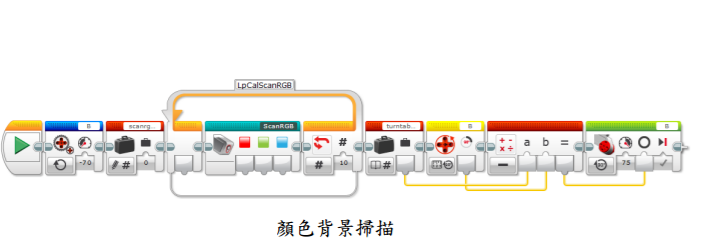 LpCalScanRGB
B scanrg... ScanRGB turntab... B B
# # a b =
-70 # 0 # 10 # 75
顏色背景掃描